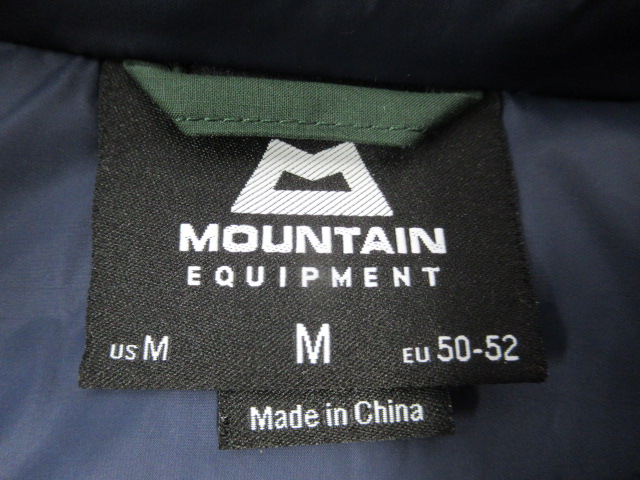 MOUNTAIN
EQUIPMENT
US M M EU 50-52
Made in China